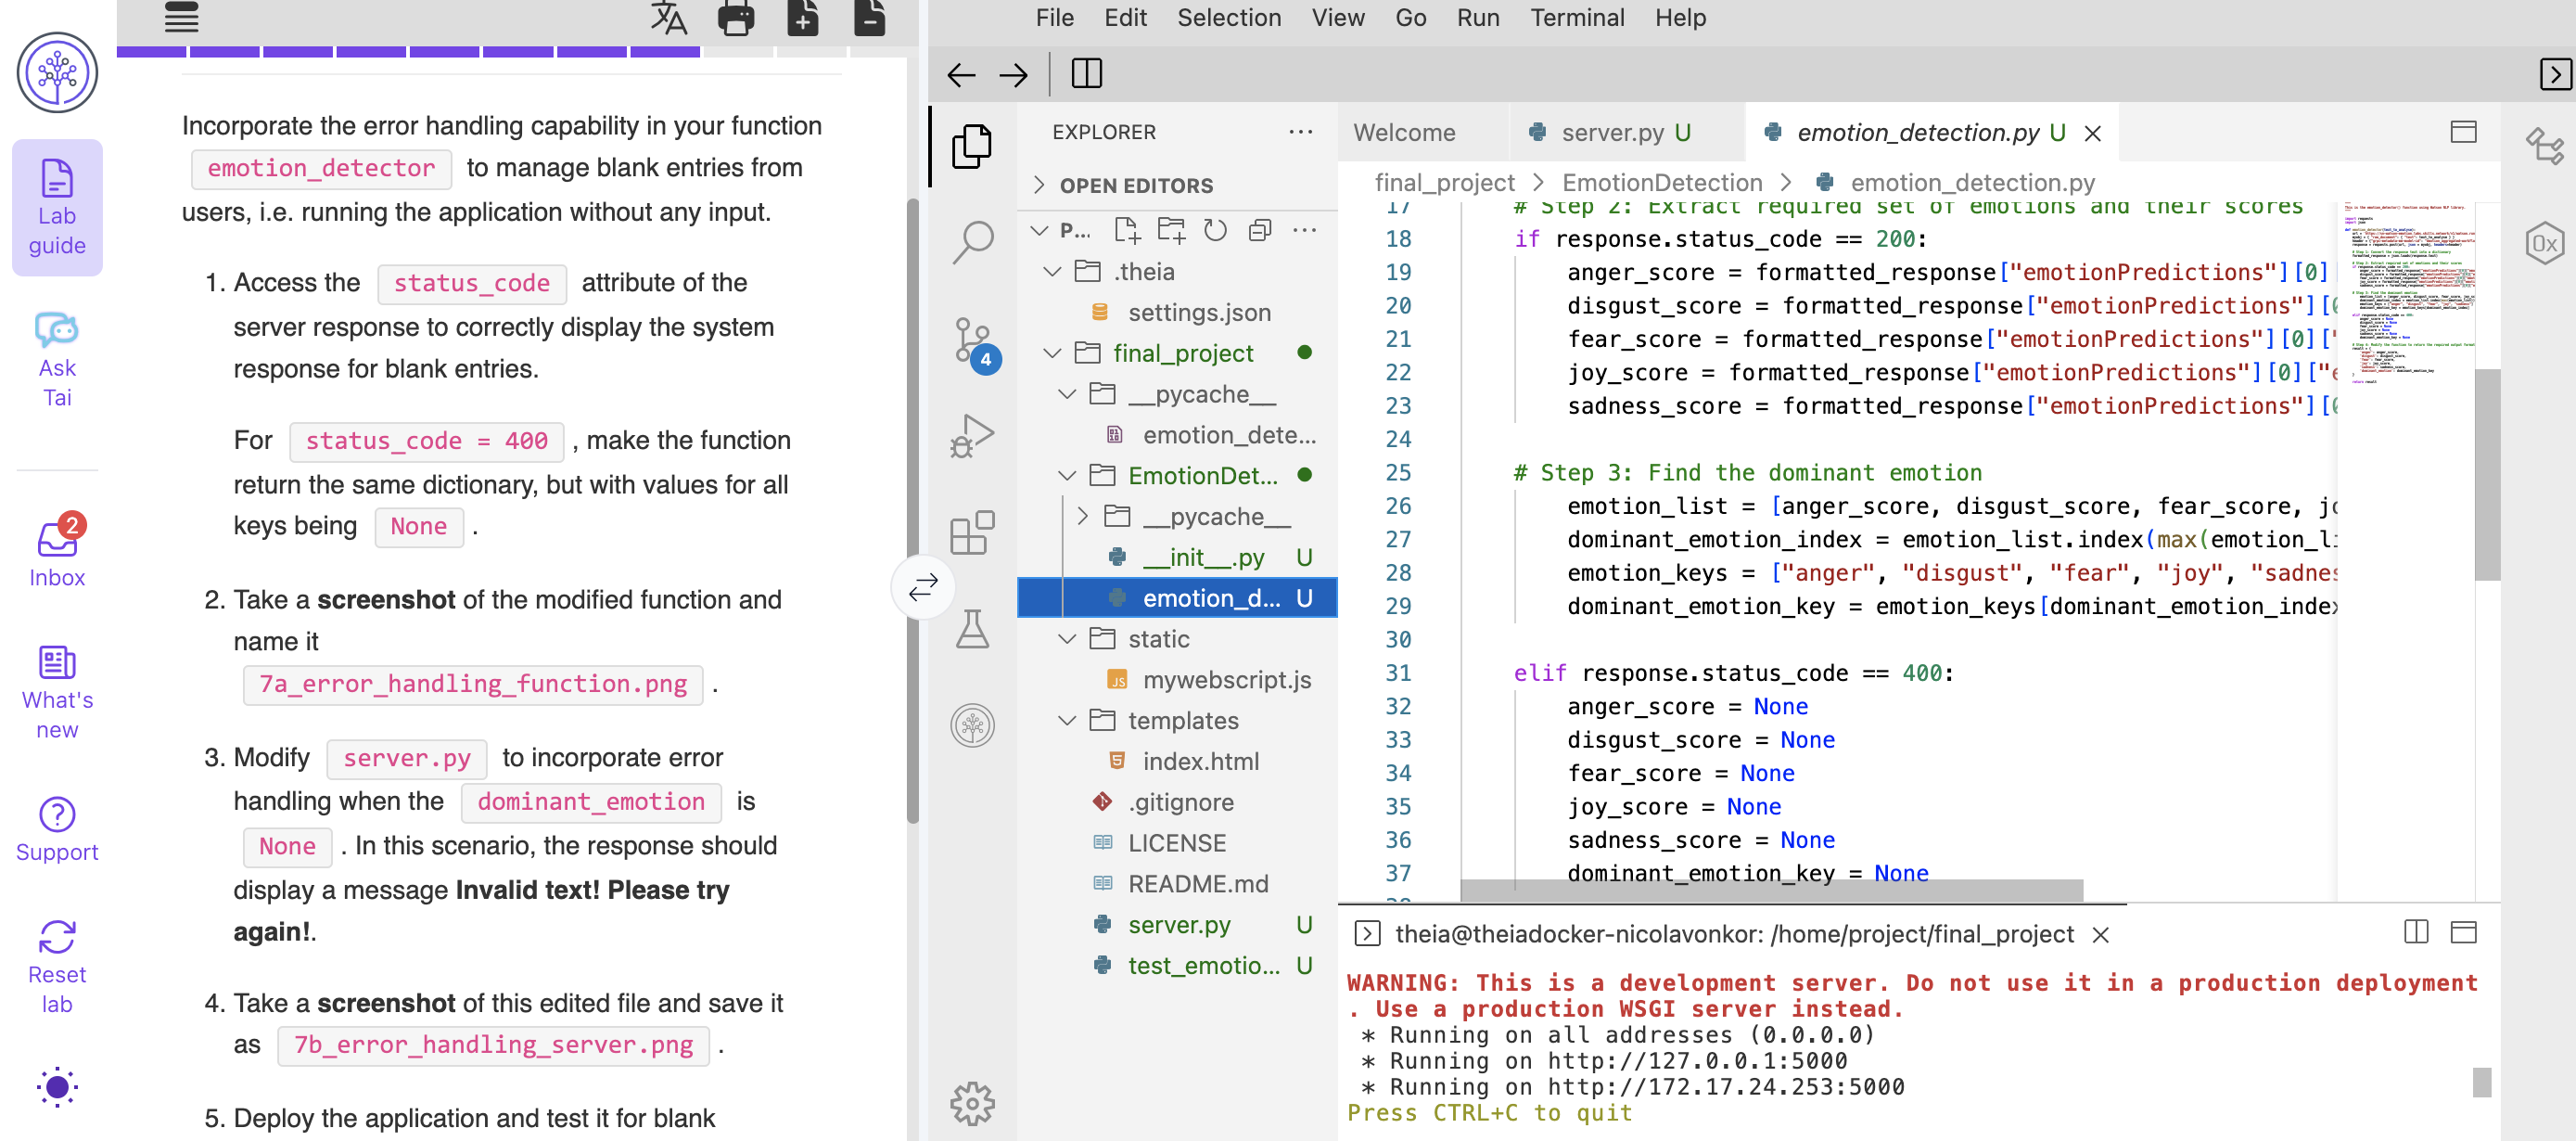 Lab
guide
Ask
Tai
2
Inbox
What's
new
Support
Reset
lab
Incorporate the error handling capability in your function
emotion_detector to manage blank entries from
users, i.e. running the application without any input.
1. Access the status_code attribute of the
server response to correctly display the system
response for blank entries.
For status_code = 400 , make the function
return the same dictionary, but with values for all
keys being None .
2. Take a screenshot of the modified function and
name it
7a_error_handling_function.png .
3. Modify server.py to incorporate error
handling when the dominant_emotion is
None . In this scenario, the response should
display a message Invalid text! Please try
again!.
4. Take a screenshot of this edited file and save it
as 7b_error_handling_server.png .
5. Deploy the application and test it for blank
File Edit Selection View Go Run Terminal Help
4
EXPLORER
OPEN EDITORS
P...
.theia
settings.json
final_project
__pycache__
emotion_dete...
EmotionDet...
__pycache__
__init__.py U
emotion_d... U
static
mywebscript.js
templates
index.html
.gitignore
LICENSE
README.md
server.py U
test_emotio... U
Welcome server.py U emotion_detection.py U
final_project > EmotionDetection > emotion_detection.py
17 # Step 2: Extract required set of emotions and their scores
18 if response.status_code == 200:
19 anger_score = formatted_response["emotionPredictions"][0]
20 disgust_score = formatted_response["emotionPredictions"][0
21 fear_score = formatted_response["emotionPredictions"][0]["
22 joy_score = formatted_response["emotionPredictions"][0]["e
23 sadness_score = formatted_response["emotionPredictions"][0
24
25 # Step 3: Find the dominant emotion
26 emotion_list = [anger_score, disgust_score, fear_score, jo
27 dominant_emotion_index = emotion_list.index(max(emotion_li
28 emotion_keys = ["anger", "disgust", "fear", "joy", "sadnes
29 dominant_emotion_key = emotion_keys[dominant_emotion_index
30
31 elif response.status_code == 400:
32 anger_score = None
33 disgust_score = None
34 fear_score = None
35 joy_score = None
36 sadness_score = None
37 dominant_emotion_key = None
theia@theiadocker-nicolavonkor: /home/project/final_project
WARNING: This is a development server. Do not use it in a production deployment
. Use a production WSGI server instead.
* Running on all addresses (0.0.0.0)
* Running on http://127.0.0.1:5000
* Running on http://172.17.24.253:5000
Press CTRL+C to quit
0x